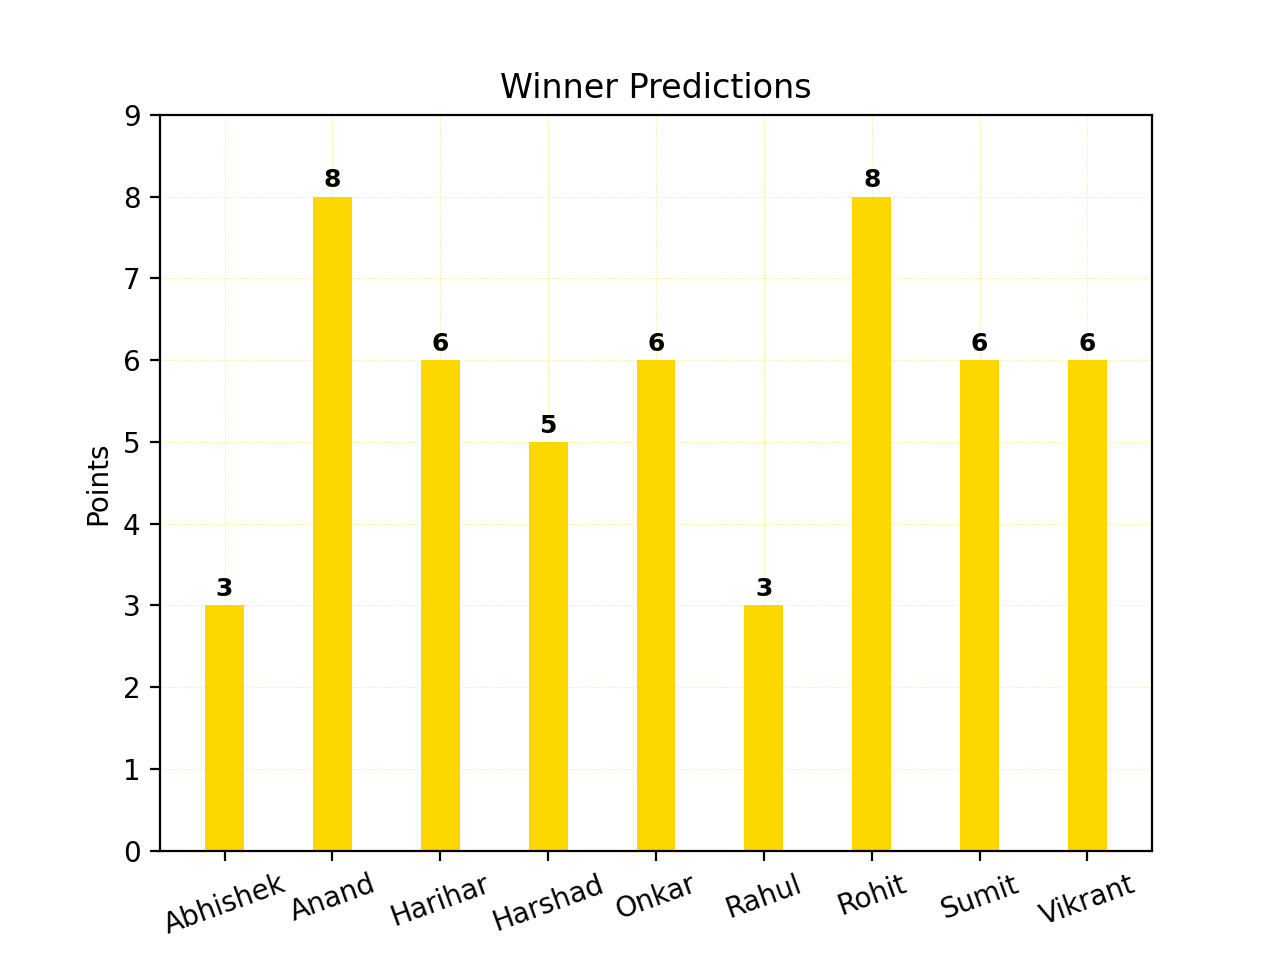 Winner Predictions
9
8
7
6
5
4
3
2
1
0
Points
3
8
6
5
6
3
8
6
6
Abhishek
Anand
Harihar
Harshad
Onkar
Rahul
Rohit
Sumit
Vikrant